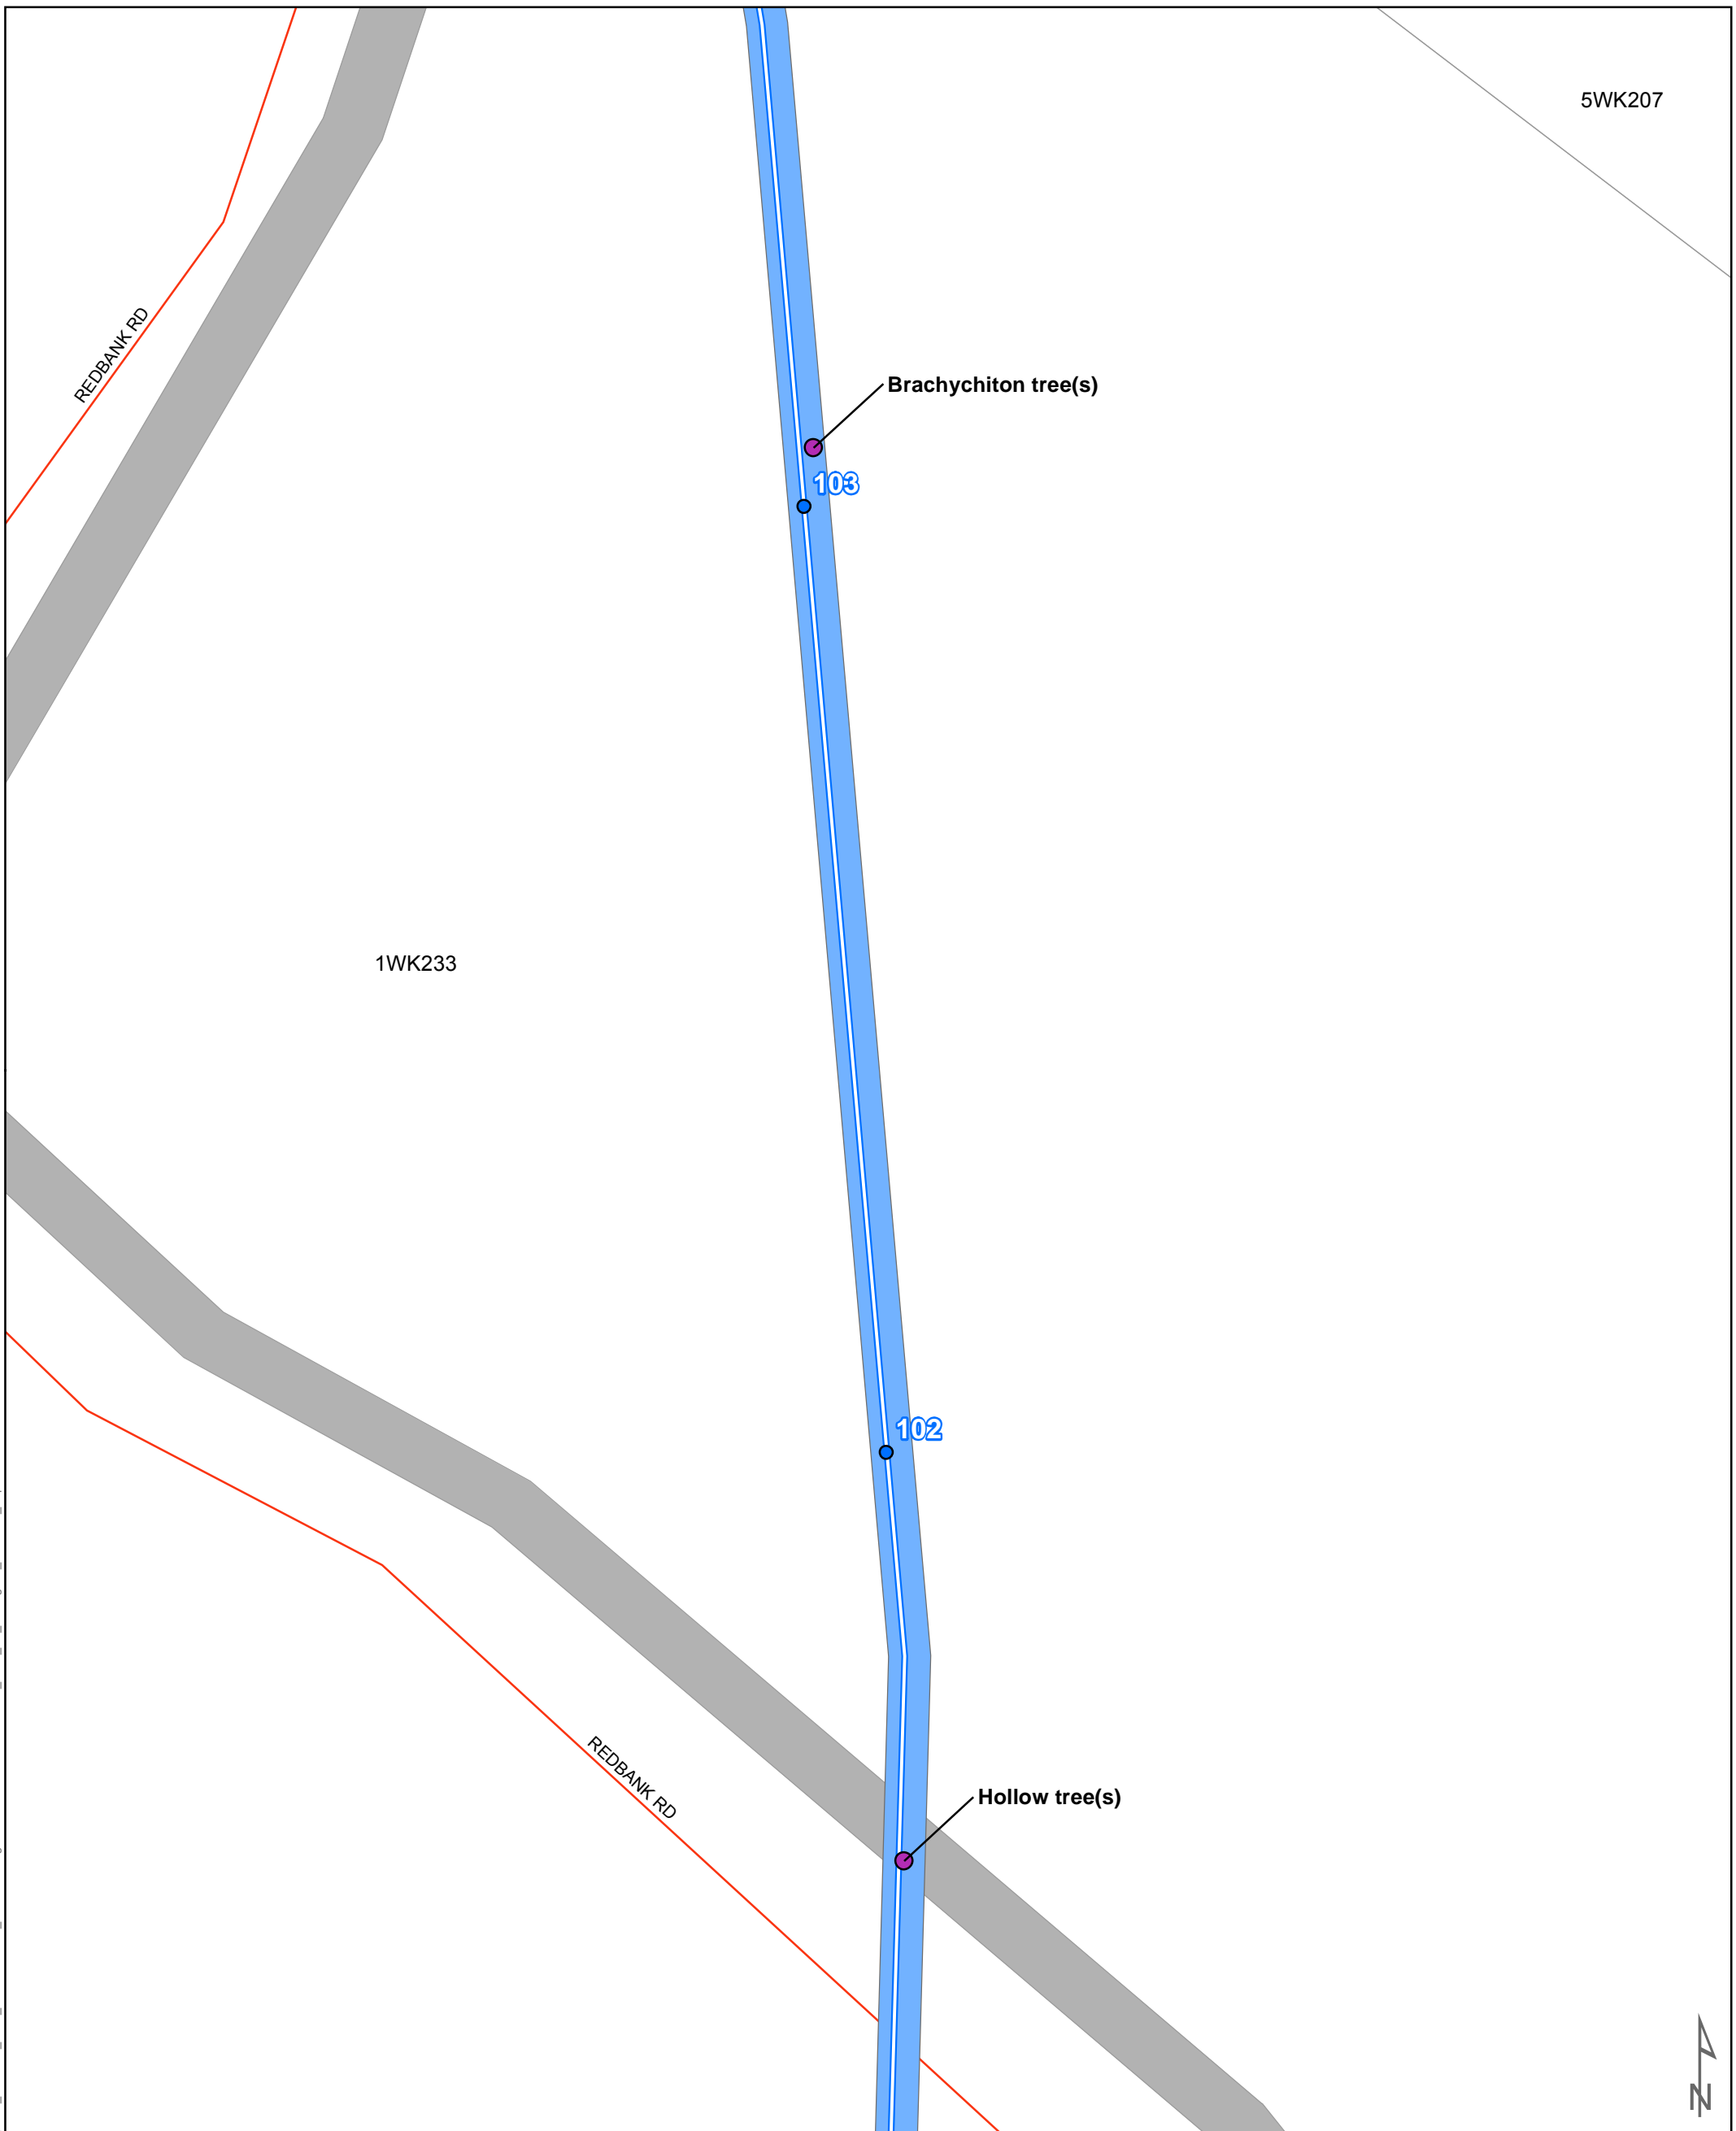 5WK207
REDBANK RD
Brachychiton tree(s)
103
1WK233
102
REDBANK RD
Hollow tree(s)
N